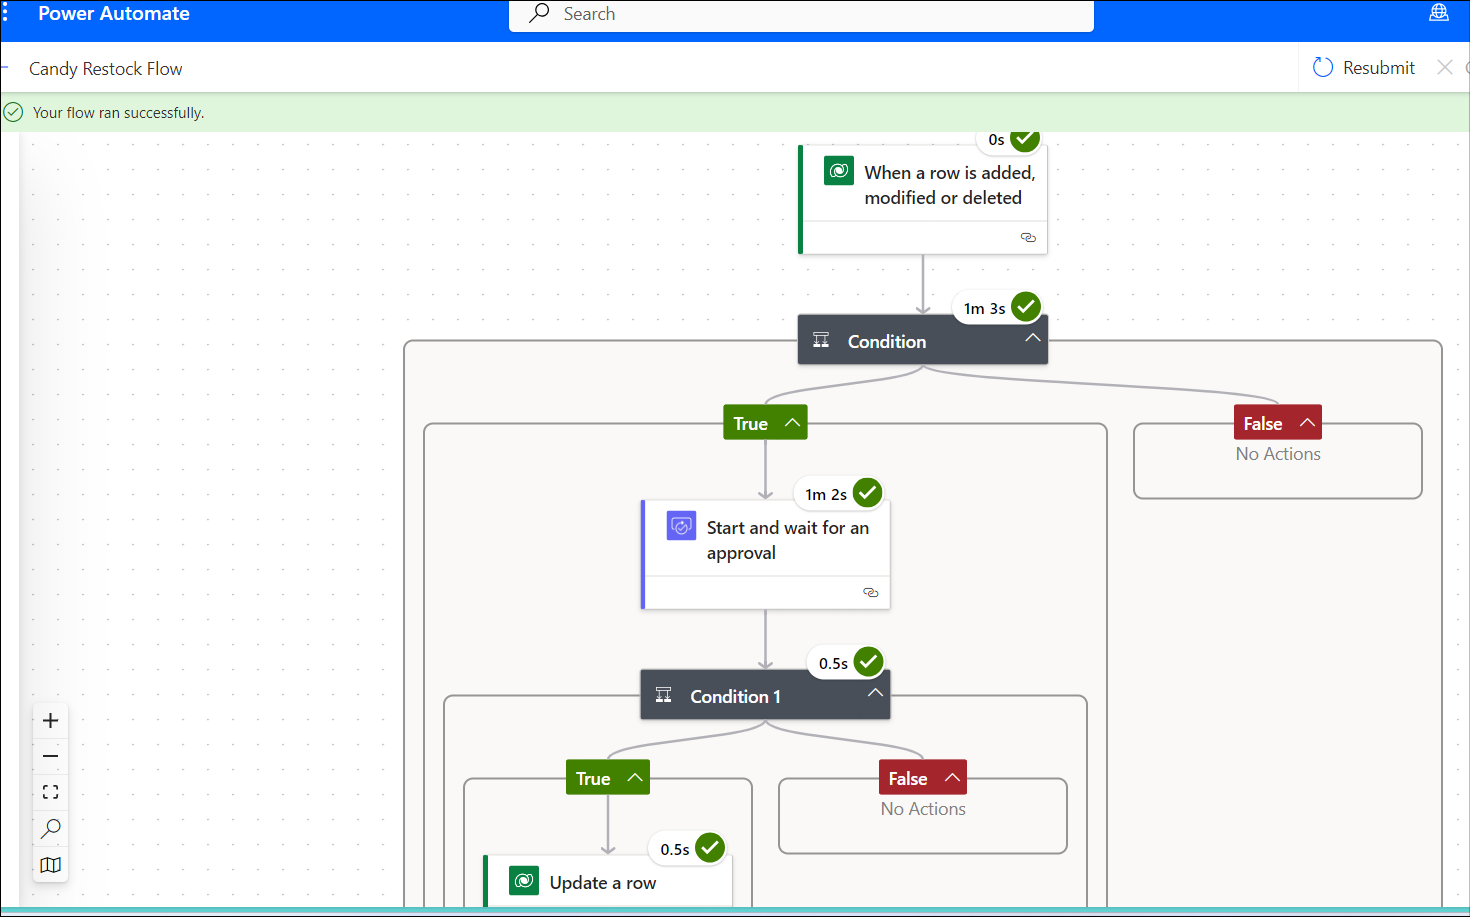 Power Automate
Search
Candy Restock Flow
Resubmit
Your flow ran successfully.
0s
When a row is added,
modified or deleted
1m 3s
Condition
True
False
No Actions
1m 2s
Start and wait for an
approval
0.5s
Condition 1
True
False
No Actions
0.5s
Update a row